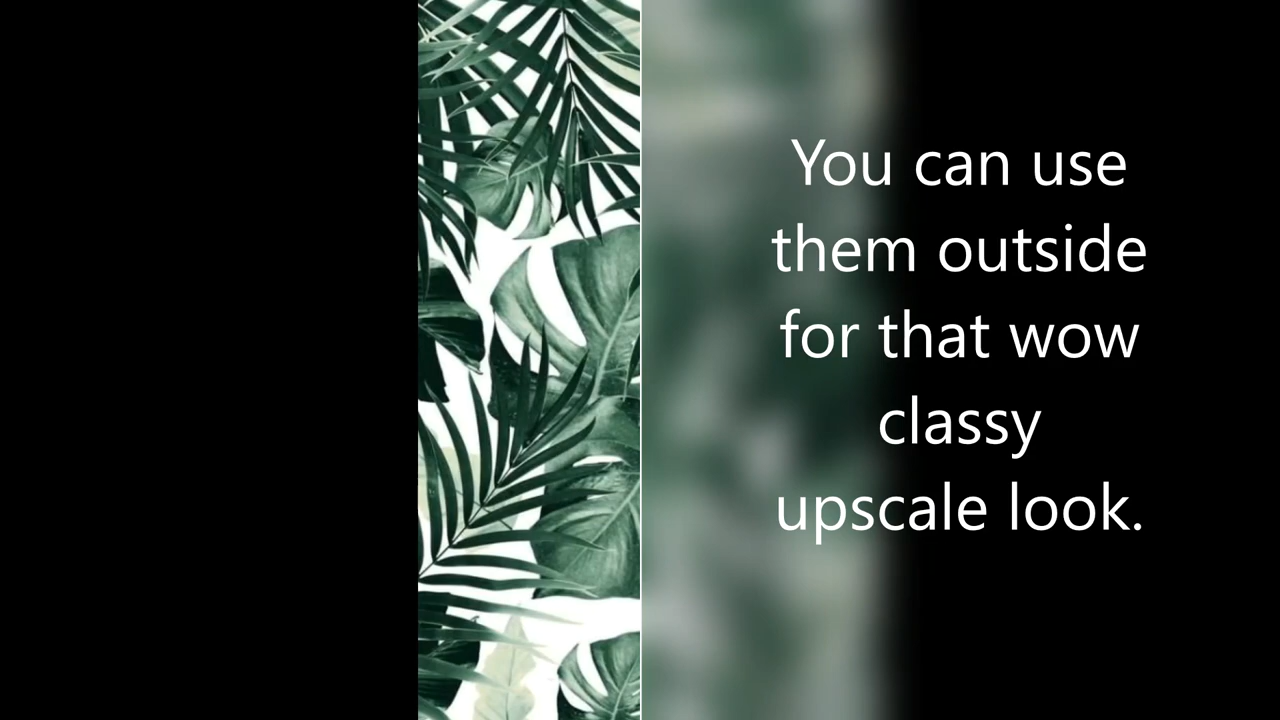 You can use
them outside
for that wow
classy
upscale look.